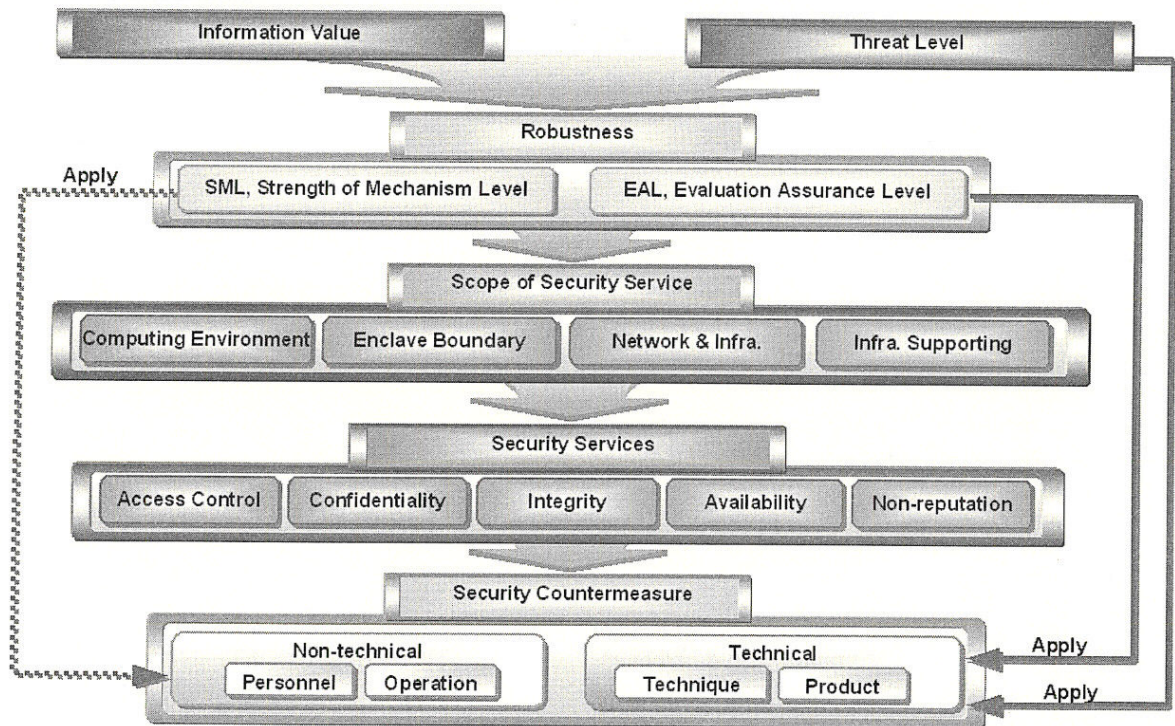 Information Value
Threat Level
Robustness
Apply
SML, Strength of Mechanism Level
EAL, Evaluation Assurance Level
Scope of Security Service
Computing Environment
Enclave Boundary
Network & Infra.
Infra. Supporting
Security Services
Access Control
Confidentiality
Integrity
Availability
Non-reputation
Security Countermeasure
Non-technical
Technical
Apply
Personnel
Operation
Technique
Product
Apply